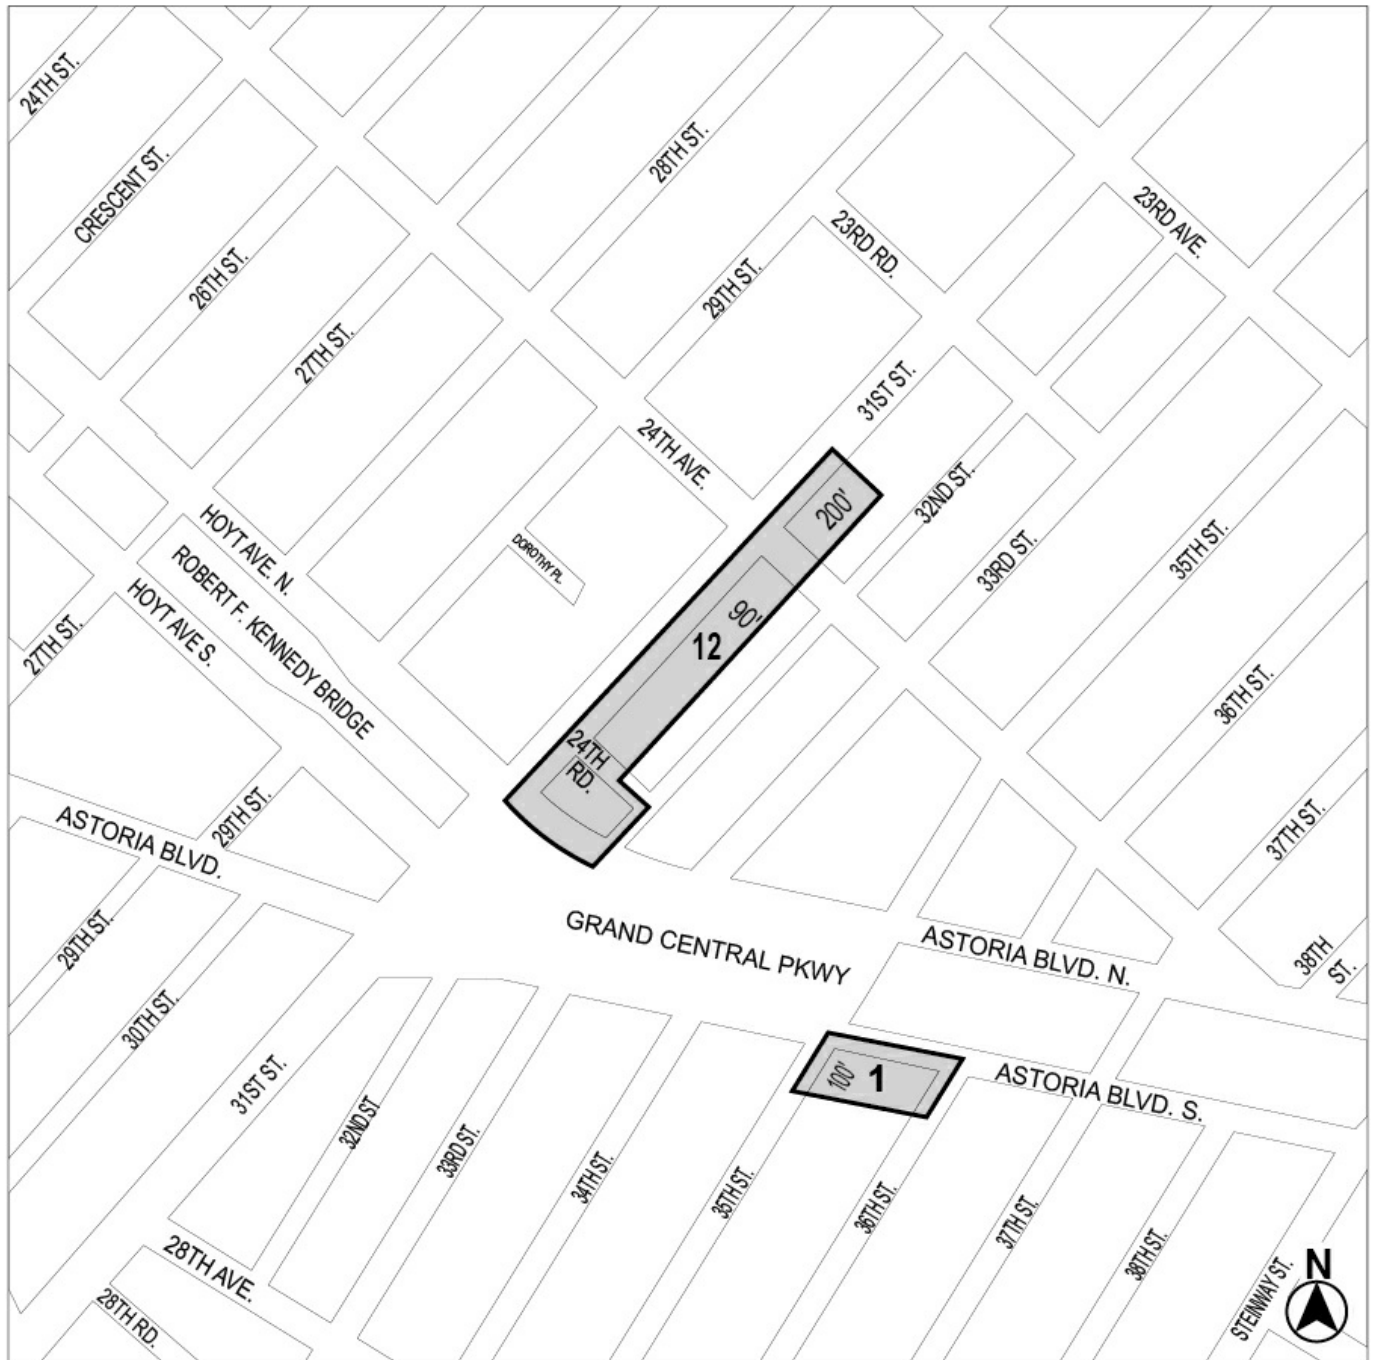 24TH ST.
CRESCENT ST.
26TH ST.
27TH ST.
28TH ST.
29TH ST.
23RD RD.
23RD AVE.
31ST ST.
24TH AVE.
32ND ST.
33RD ST.
35TH ST.
36TH ST.
37TH ST.
38TH
ST.
200'
90'
12
24TH
RD.
DOROTHY PL.
HOYT AVE. N.
ROBERT F. KENNEDY BRIDGE
HOYT AVE S.
27TH ST.
29TH ST.
ASTORIA BLVD.
29TH ST.
30TH ST.
31ST ST.
GRAND CENTRAL PKWY
ASTORIA BLVD. N.
100'
1
ASTORIA BLVD. S.
32ND ST
33RD ST.
34TH ST.
35TH ST.
36TH ST.
37TH ST.
38TH ST.
STEINWAY ST.
28TH AVE.
28TH RD.
N